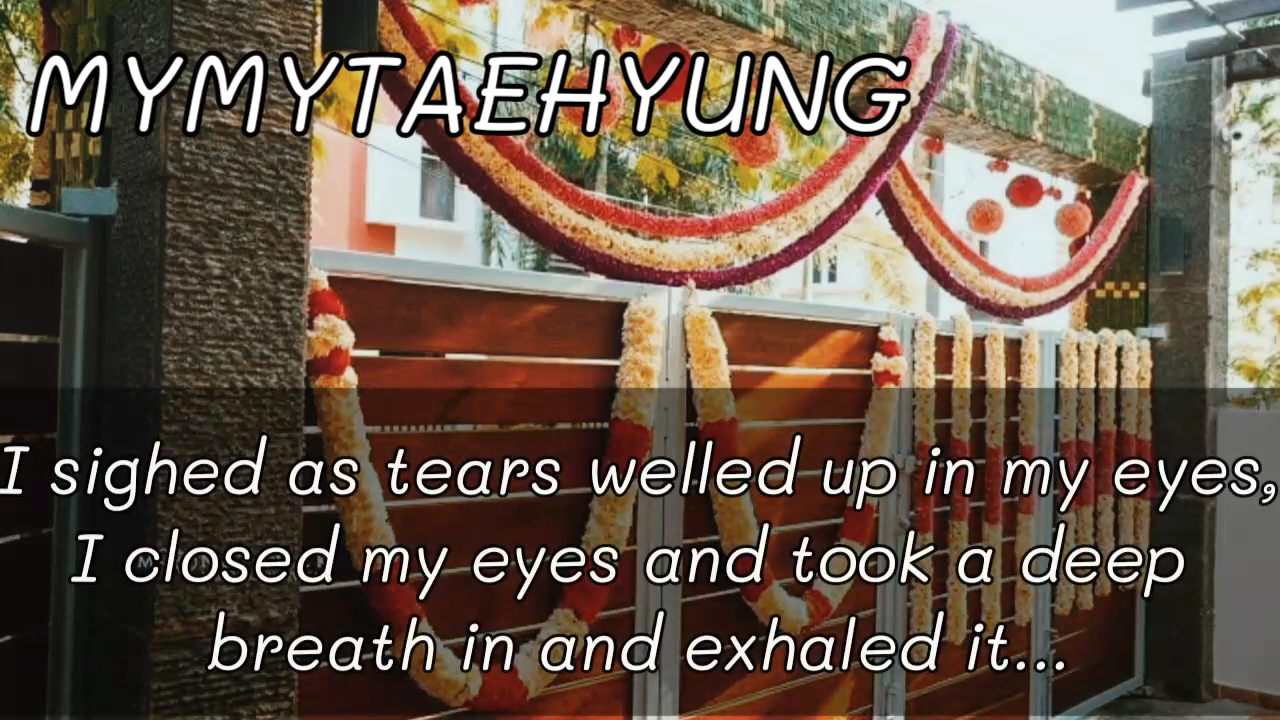 MYMYTAEHYUNG
I sighed as tears welled up in my eyes,
I closed my eyes and took a deep
breath in and exhaled it...